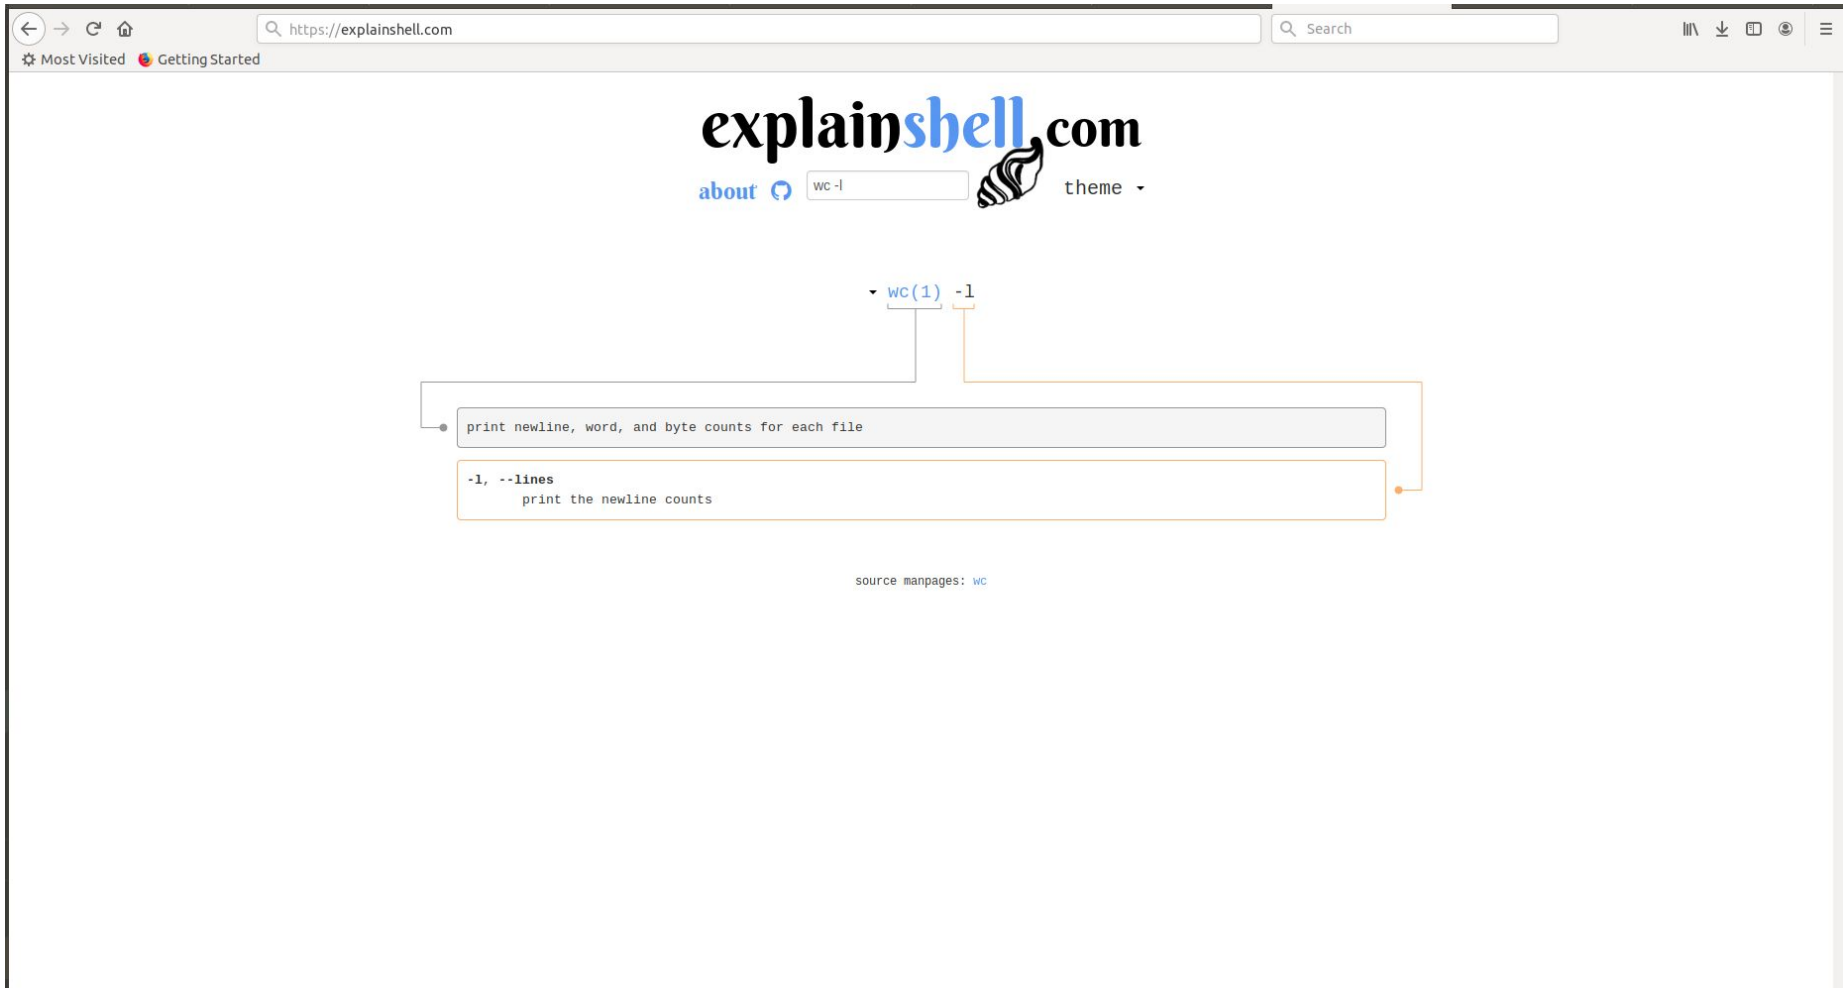 https://explainshell.com
Search
Most Visited Getting Started
explainshell.com
about wc -l theme
wc(1) -l
print newline, word, and byte counts for each file
-l, --lines
print the newline counts
source manpages: wc